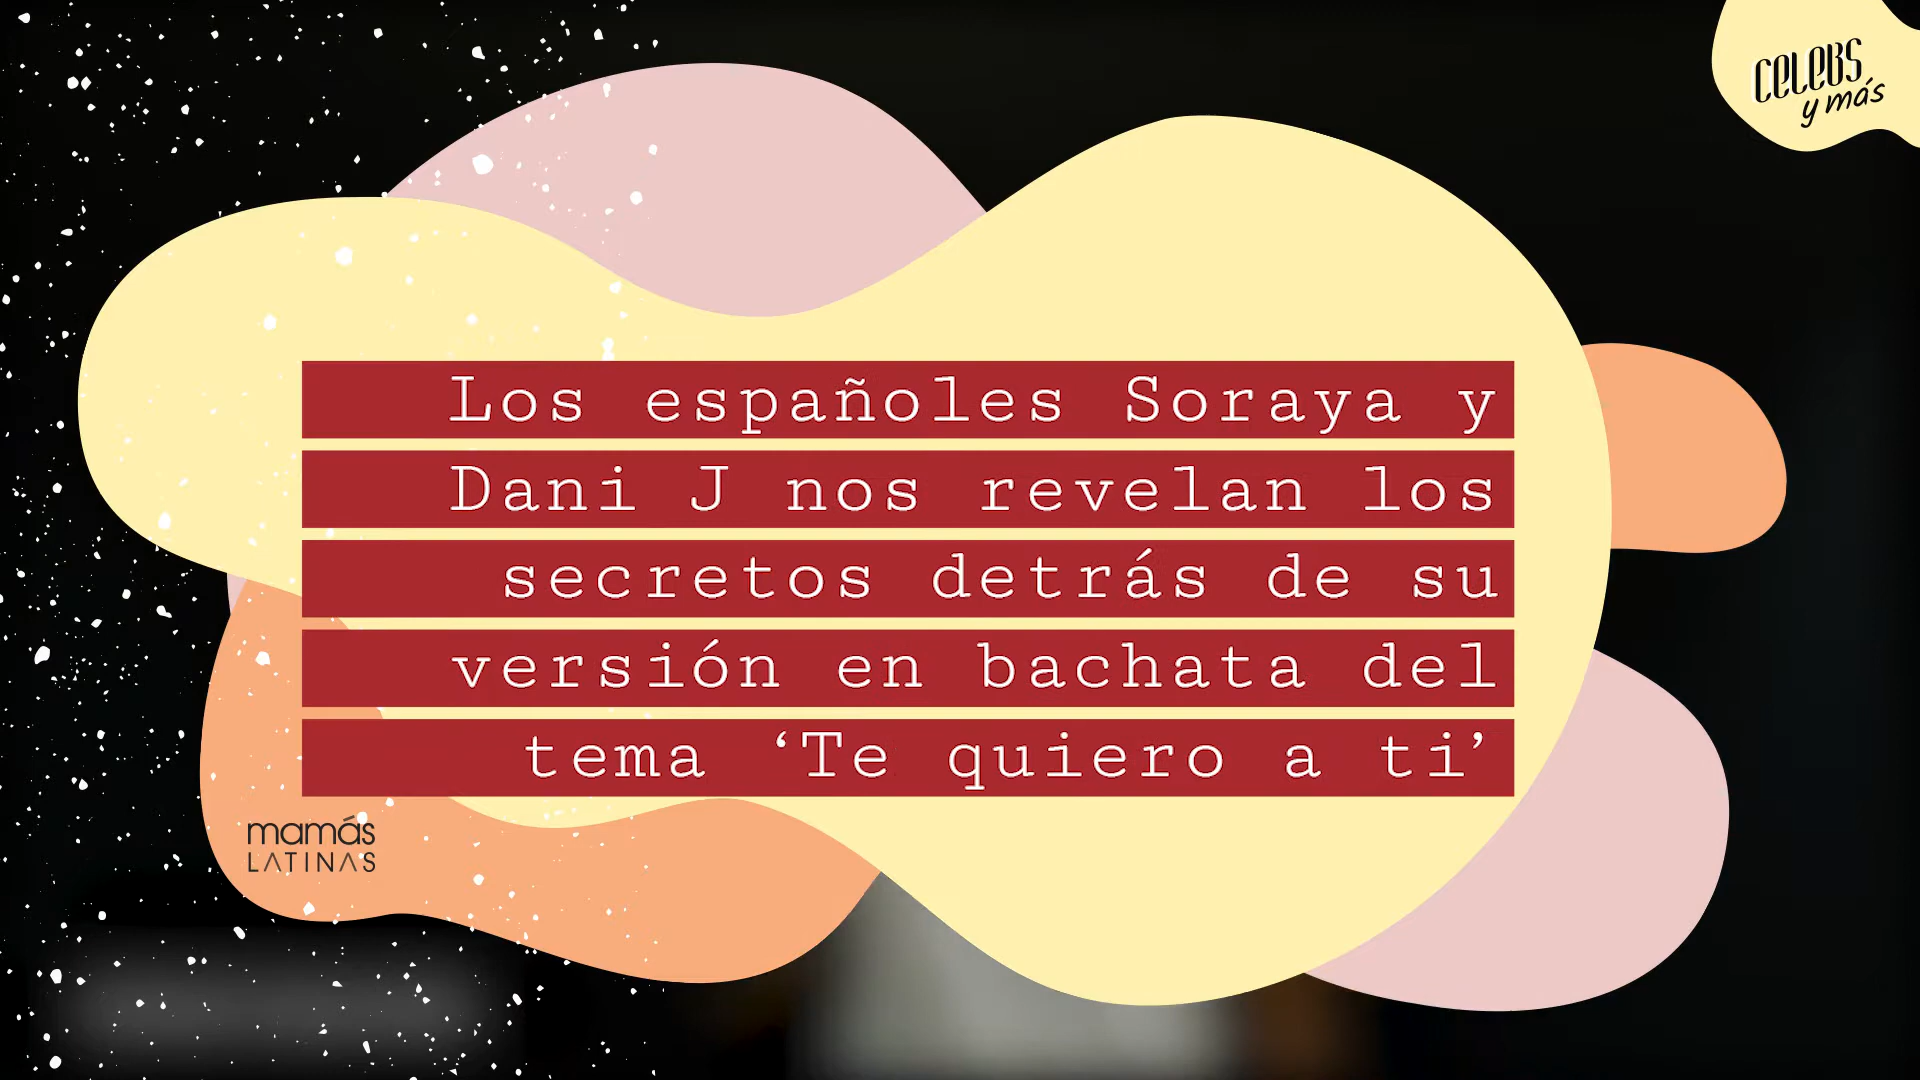 CELEBS
y más
Los españoles Soraya y
Dani J nos revelan los
secretos detrás de su
versión en bachata del
tema ‘Te quiero a ti’
mamás
LATINAS